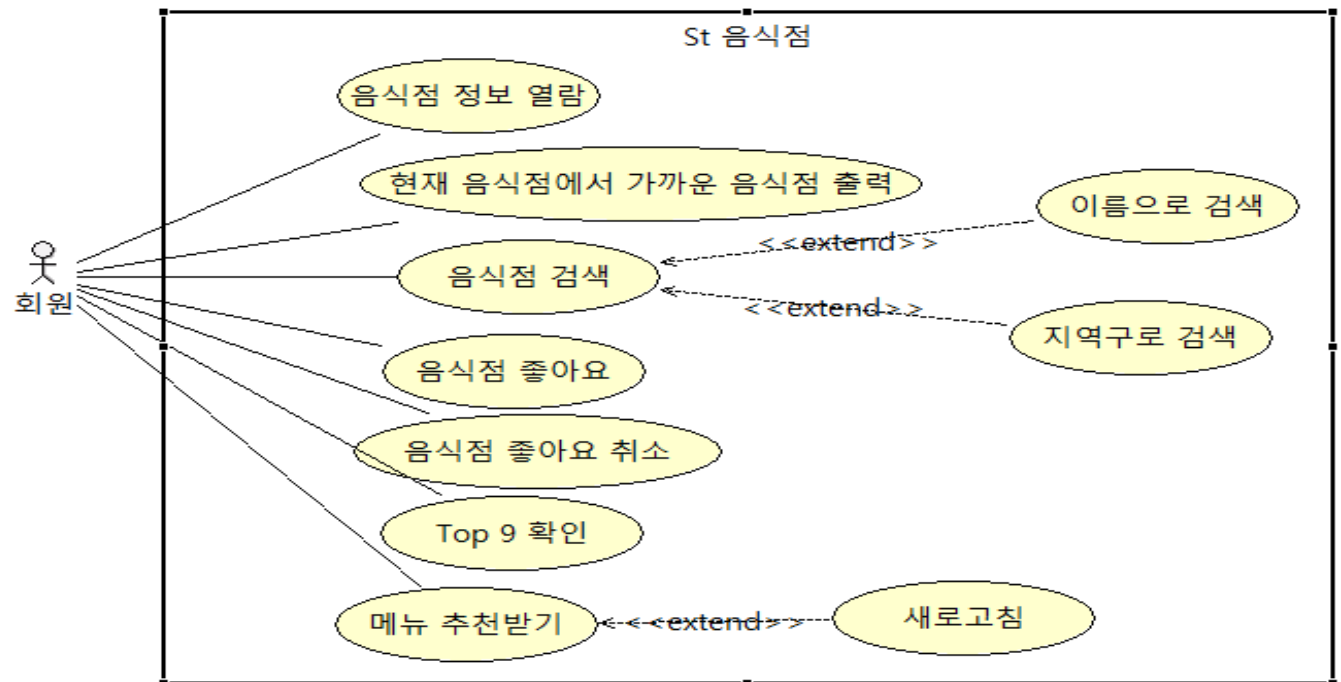 St 음식점
음식점 정보 열람
현재 음식점에서 가까운 음식점 출력
이름으로 검색
<<extend>>
음식점 검색
회원
<<extend>>
지역구로 검색
음식점 좋아요
음식점 좋아요 취소
Top 9 확인
메뉴 추천받기
<<extend>>
새로고침